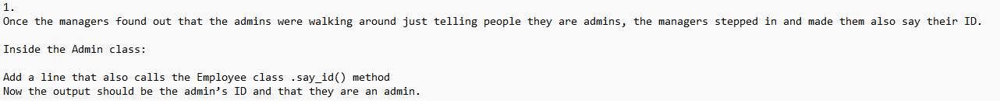 1.
Once the managers found out that the admins were walking around just telling people they are admins, the managers stepped in and made them also say their ID.
Inside the Admin class:
Add a line that also calls the Employee class .say_id() method
Now the output should be the admin’s ID and that they are an admin.